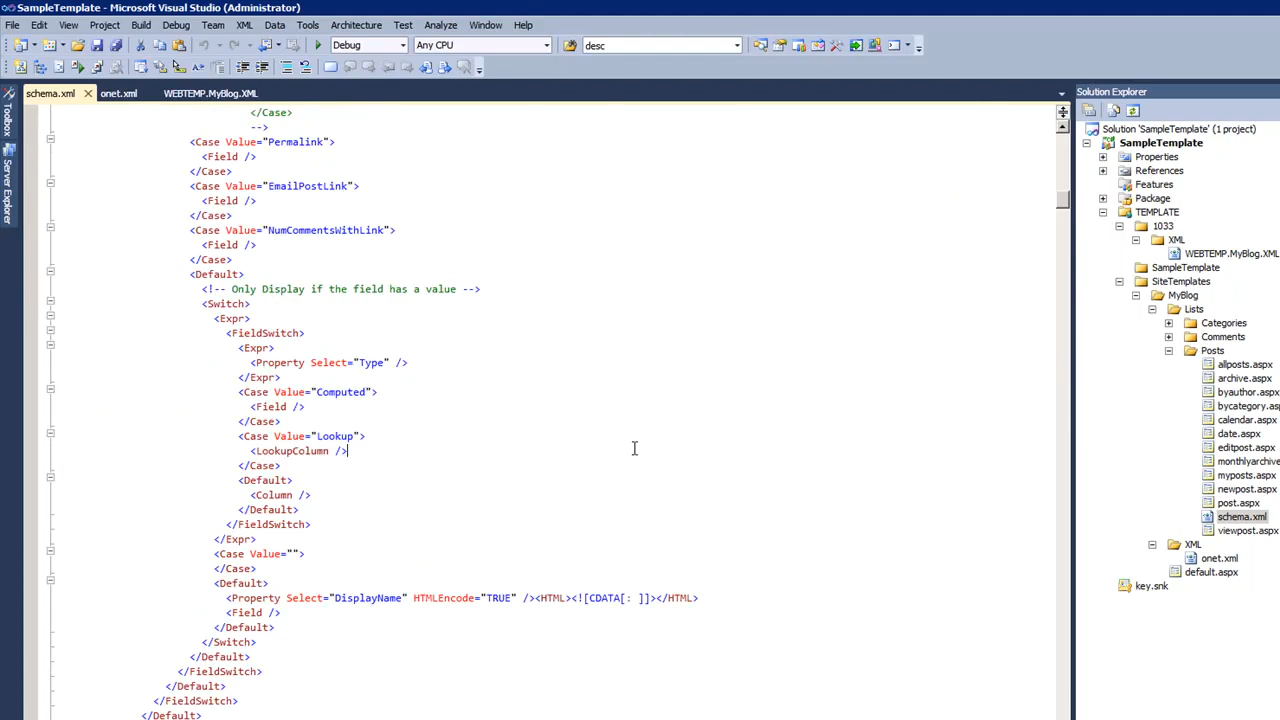 SampleTemplate - Microsoft Visual Studio (Administrator)
File Edit View Project Build Debug Team XML Data Tools Architecture Test Analyze Window Help
Debug Any CPU desc
schema.xml onet.xml WEBTEMP.MyBlog.XML
Toolbox
Server Explorer
</Case>
-->
<Case Value="Permalink">
<Field />
</Case>
<Case Value="EmailPostLink">
<Field />
</Case>
<Case Value="NumCommentsWithLink">
<Field />
</Case>
<Default>
<!-- Only Display if the field has a value -->
<Switch>
<Expr>
<FieldSwitch>
<Expr>
<Property Select="Type" />
</Expr>
<Case Value="Computed">
<Field />
</Case>
<Case Value="Lookup">
<LookupColumn />
</Case>
<Default>
<Column />
</Default>
</FieldSwitch>
</Expr>
<Case Value="">
</Case>
<Default>
<Property Select="DisplayName" HTMLEncode="TRUE" /><HTML><![CDATA[: ]]></HTML>
<Field />
</Default>
</Switch>
</Default>
</FieldSwitch>
</Default>
</FieldSwitch>
</Default>
Solution Explorer
Solution 'SampleTemplate' (1 project)
SampleTemplate
Properties
References
Features
Package
TEMPLATE
1033
XML
WEBTEMP.MyBlog.XML
SampleTemplate
SiteTemplates
MyBlog
Lists
Categories
Comments
Posts
allposts.aspx
archive.aspx
byauthor.aspx
bycategory.asp
calendar.aspx
date.aspx
editpost.aspx
monthlyarchive
myposts.aspx
newpost.aspx
post.aspx
schema.xml
viewpost.aspx
XML
onet.xml
default.aspx
key.snk